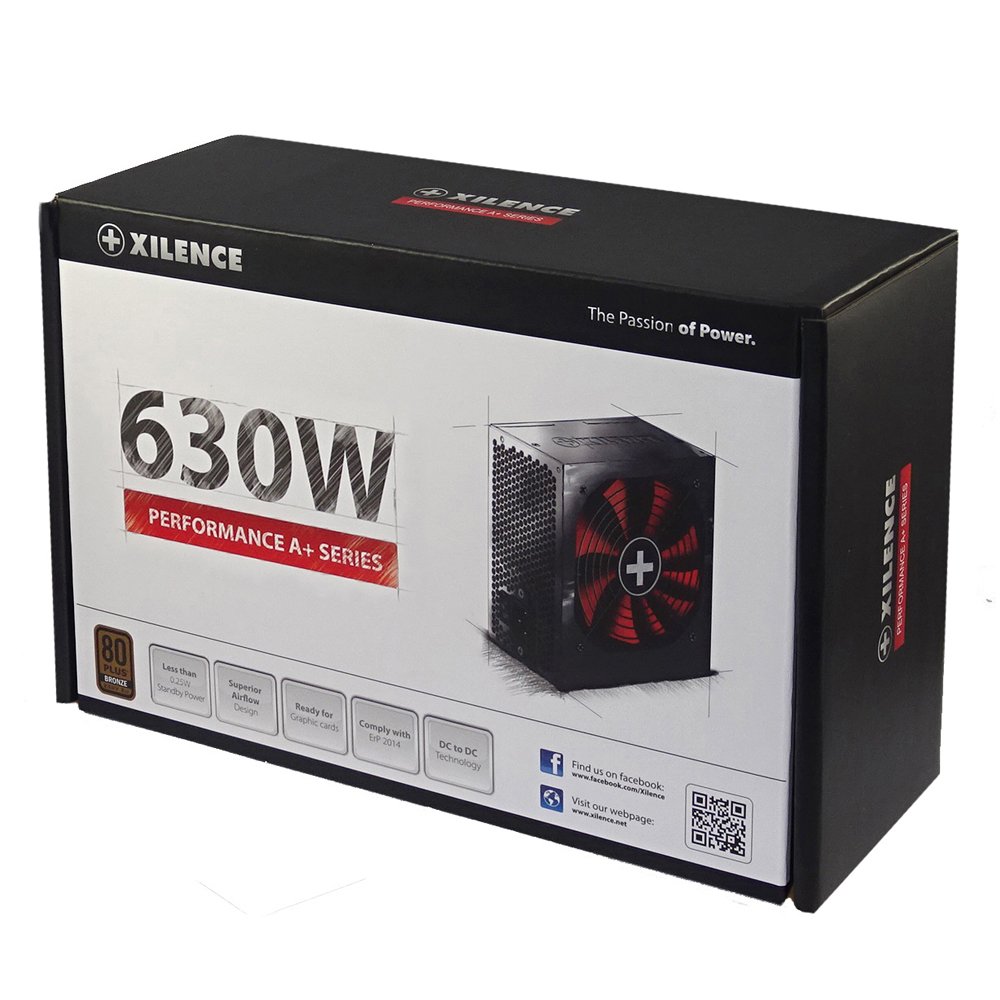 XILENCE
PERFORMANCE A+ SERIES
XILENCE
The Passion of Power.
630W
PERFORMANCE A+ SERIES
XILENCE
80
PLUS
BRONZE
Less than
0.25W
Standby Power
Superior
Airflow
Design
Ready for
Graphic cards
Comply with
ErP 2014
DC to DC
Technology
Find us on facebook:
www.facebook.com/Xilence
Visit our webpage:
www.xilence.net
XILENCE
PERFORMANCE A+ SERIES